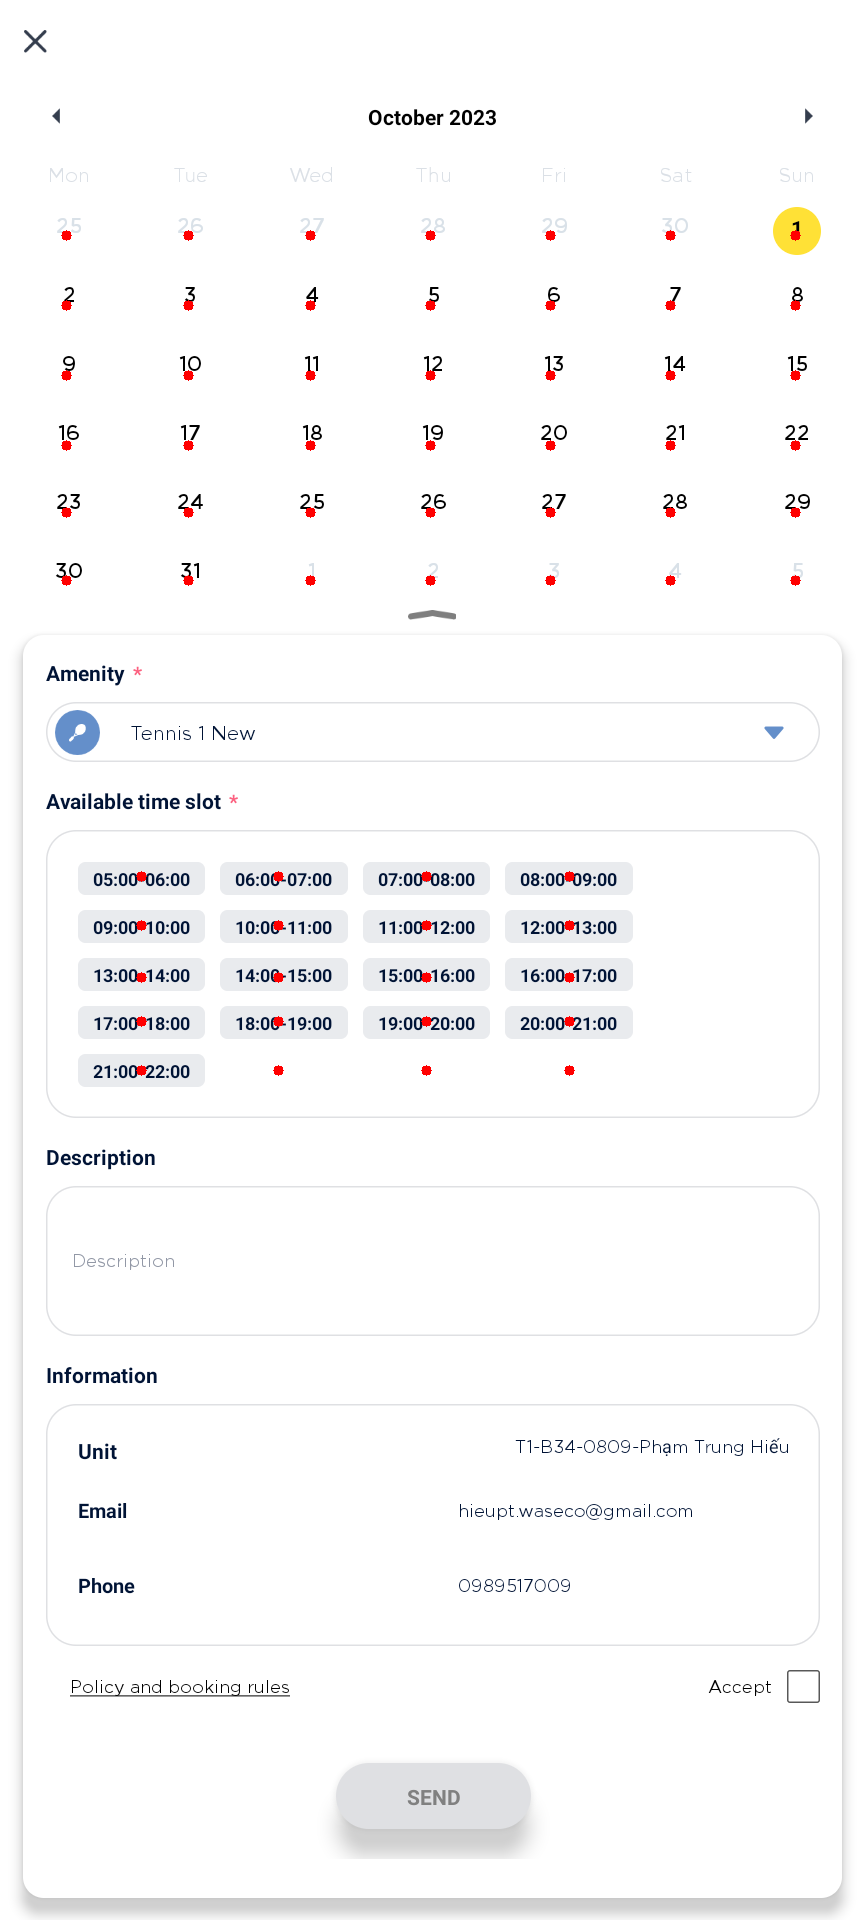 October 2023
Mon Tue Wed Thu Fri Sat Sun
25 26 27 28 29 30 1
2 3 4 5 6 7 8
9 10 11 12 13 14 15
16 17 18 19 20 21 22
23 24 25 26 27 28 29
30 31 1 2 3 4 5
Amenity *
Tennis 1 New
Available time slot *
05:00-06:00 06:00-07:00 07:00-08:00 08:00-09:00
09:00-10:00 10:00-11:00 11:00-12:00 12:00-13:00
13:00-14:00 14:00-15:00 15:00-16:00 16:00-17:00
17:00-18:00 18:00-19:00 19:00-20:00 20:00-21:00
21:00-22:00
Description
Description
Information
Unit T1-B34-0809-Phạm Trung Hiếu
Email hieupt.waseco@gmail.com
Phone 0989517009
Policy and booking rules Accept
SEND